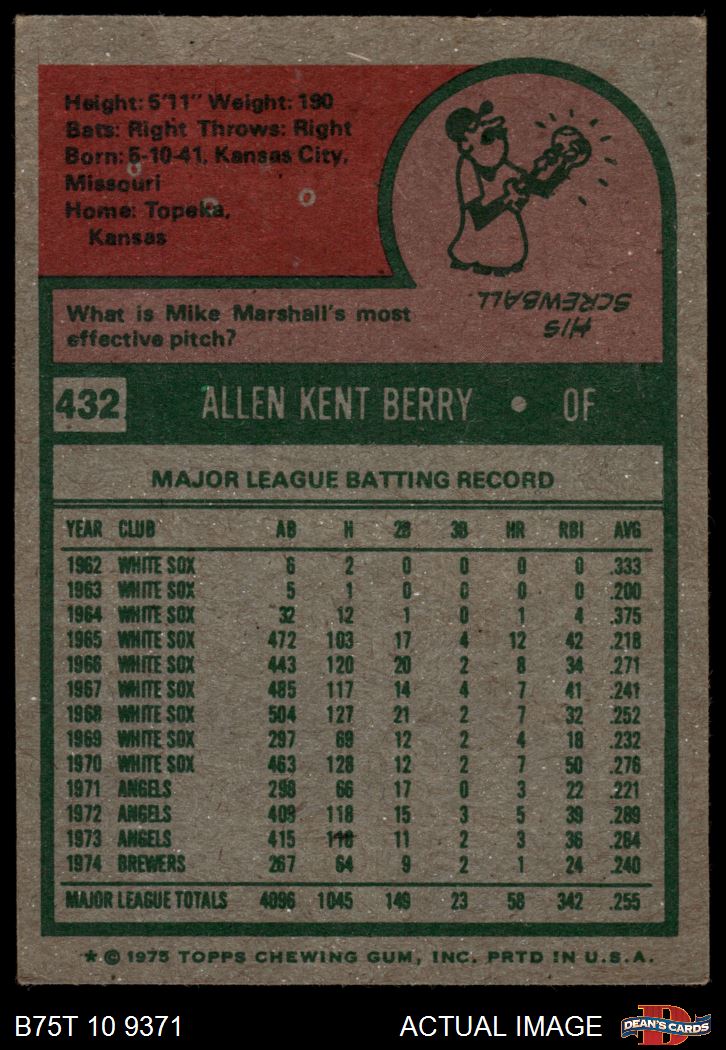 Height: 5'11" Weight: 190
Bats: Right Throws: Right
Born: 5-10-41, Kansas City,
Missouri
Home: Topeka,
Kansas
What is Mike Marshall's most
effective pitch?
HIS
SCREWBALL
432 ALLEN KENT BERRY • OF
MAJOR LEAGUE BATTING RECORD
YEAR CLUB AB H 2B 3B HR RBI AVG
1962 WHITE SOX 6 2 0 0 0 0 .333
1963 WHITE SOX 5 1 0 0 0 0 .200
1964 WHITE SOX 32 12 1 0 1 4 .375
1965 WHITE SOX 472 103 17 4 12 42 .218
1966 WHITE SOX 443 120 20 2 8 34 .271
1967 WHITE SOX 485 117 14 4 7 41 .241
1968 WHITE SOX 504 127 21 2 7 32 .252
1969 WHITE SOX 297 69 12 2 4 18 .232
1970 WHITE SOX 463 128 12 2 7 50 .276
1971 ANGELS 298 66 17 0 3 22 .221
1972 ANGELS 409 118 15 3 5 39 .289
1973 ANGELS 415 118 11 2 3 36 .284
1974 BREWERS 267 64 9 2 1 24 .240
MAJOR LEAGUE TOTALS 4096 1045 149 23 58 342 .255
* © 1975 TOPPS CHEWING GUM, INC. PRTD IN U.S.A.
B75T 10 9371 ACTUAL IMAGE DEAN'S CARDS